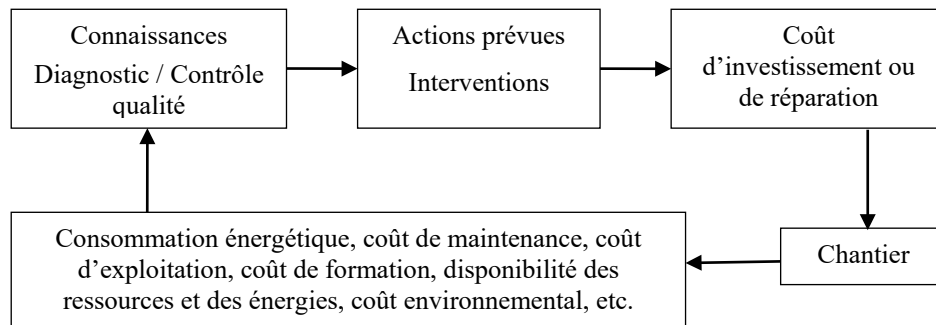 Connaissances
Diagnostic / Contrôle
qualité
Actions prévues
Interventions
Coût
d’investissement ou
de réparation
Chantier
Consommation énergétique, coût de maintenance, coût
d’exploitation, coût de formation, disponibilité des
ressources et des énergies, coût environnemental, etc.